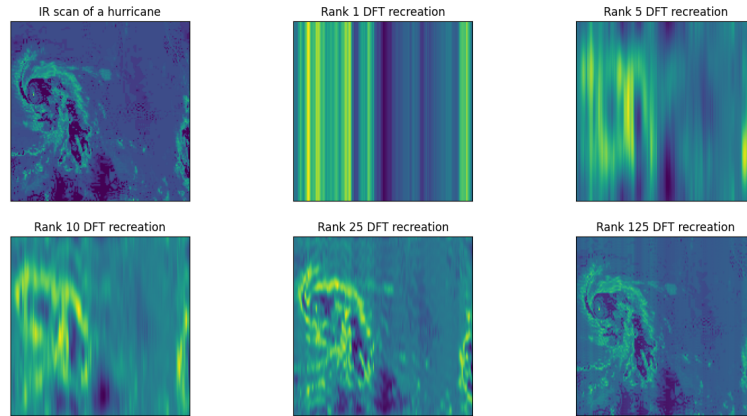 IR scan of a hurricane
Rank 1 DFT recreation
Rank 5 DFT recreation
Rank 10 DFT recreation
Rank 25 DFT recreation
Rank 125 DFT recreation